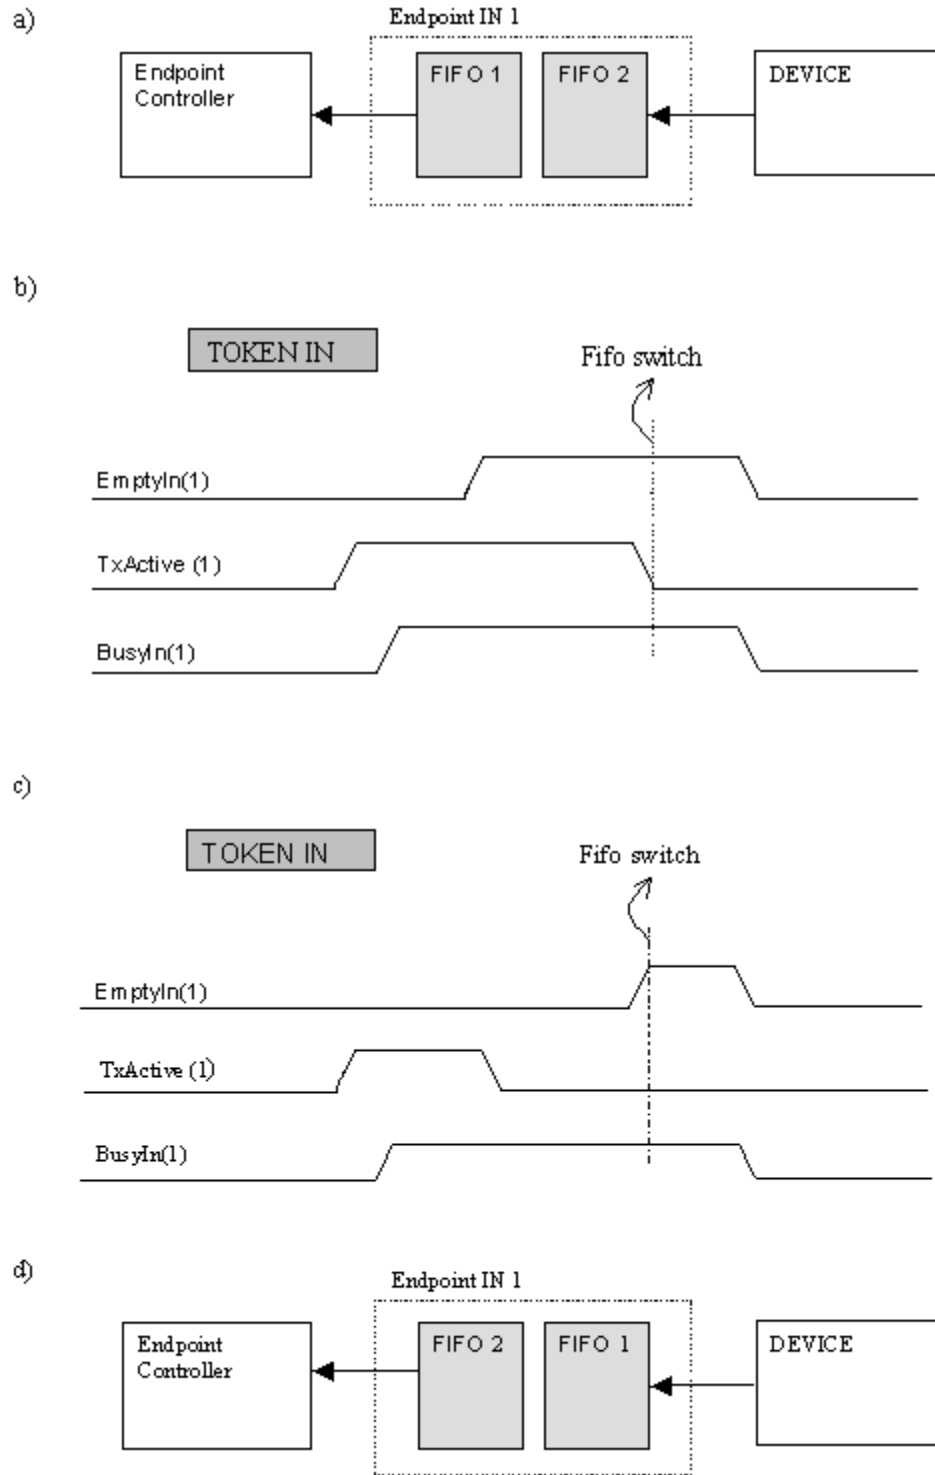 a)
Endpoint IN 1
Endpoint
Controller
FIFO 1
FIFO 2
DEVICE
b)
TOKEN IN
Fifo switch
EmptyIn(1)
TxActive (1)
BusyIn(1)
c)
TOKEN IN
Fifo switch
EmptyIn(1)
TxActive (1)
BusyIn(1)
d)
Endpoint IN 1
Endpoint
Controller
FIFO 2
FIFO 1
DEVICE